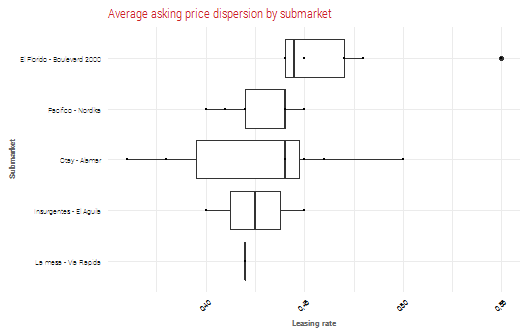 Average asking price dispersion by submarket
Submarket
El Florido - Boulevard 2000
Pacifico - Nordika
Otay - Alamar
Insurgentes - El Aguila
La mesa - Via Rapida
0.40
0.45
0.50
0.55
Leasing rate